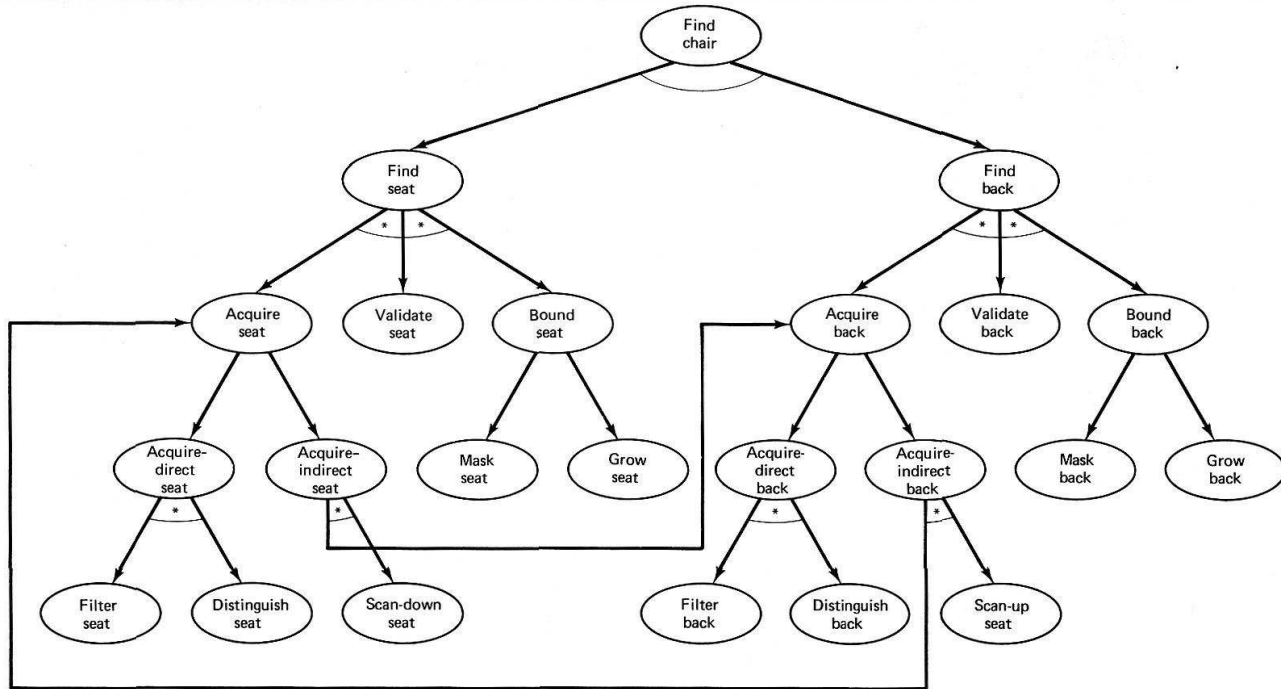 Find
chair
Find
seat
Find
back
*
*
*
*
Acquire
seat
Validate
seat
Bound
seat
Acquire
back
Validate
back
Bound
back
Acquire-
direct
seat
Acquire-
indirect
seat
Mask
seat
Grow
seat
Acquire-
direct
back
Acquire-
indirect
back
Mask
back
Grow
back
*
*
*
*
Filter
seat
Distinguish
seat
Scan-down
seat
Filter
back
Distinguish
back
Scan-up
seat